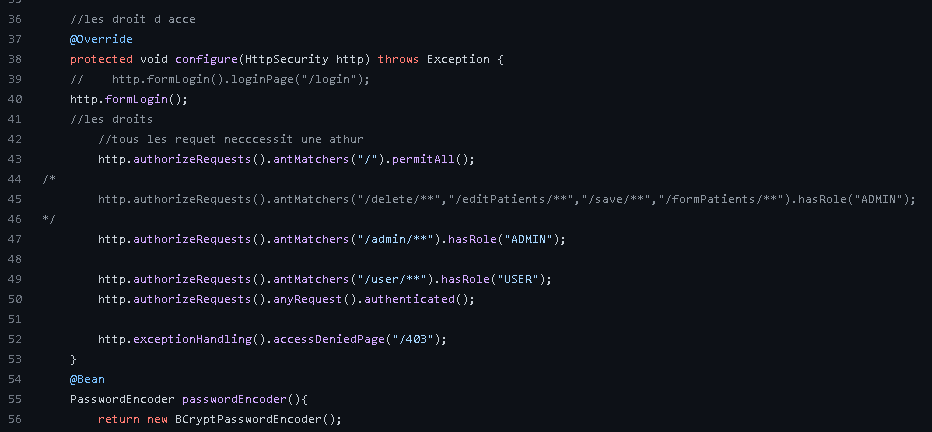 36 //les droit d acce
37 @Override
38 protected void configure(HttpSecurity http) throws Exception {
39 //    http.formLogin().loginPage("/login");
40 http.formLogin();
41 //les droits
42 //tous les requet necccessit une athur
43 http.authorizeRequests().antMatchers("/").permitAll();
44 /*
45 http.authorizeRequests().antMatchers("/delete/**","/editPatients/**","/save/**","/formPatients/**").hasRole("ADMIN");
46 */
47 http.authorizeRequests().antMatchers("/admin/**").hasRole("ADMIN");
48
49 http.authorizeRequests().antMatchers("/user/**").hasRole("USER");
50 http.authorizeRequests().anyRequest().authenticated();
51
52 http.exceptionHandling().accessDeniedPage("/403");
53 }
54 @Bean
55 PasswordEncoder passwordEncoder(){
56 return new BCryptPasswordEncoder();